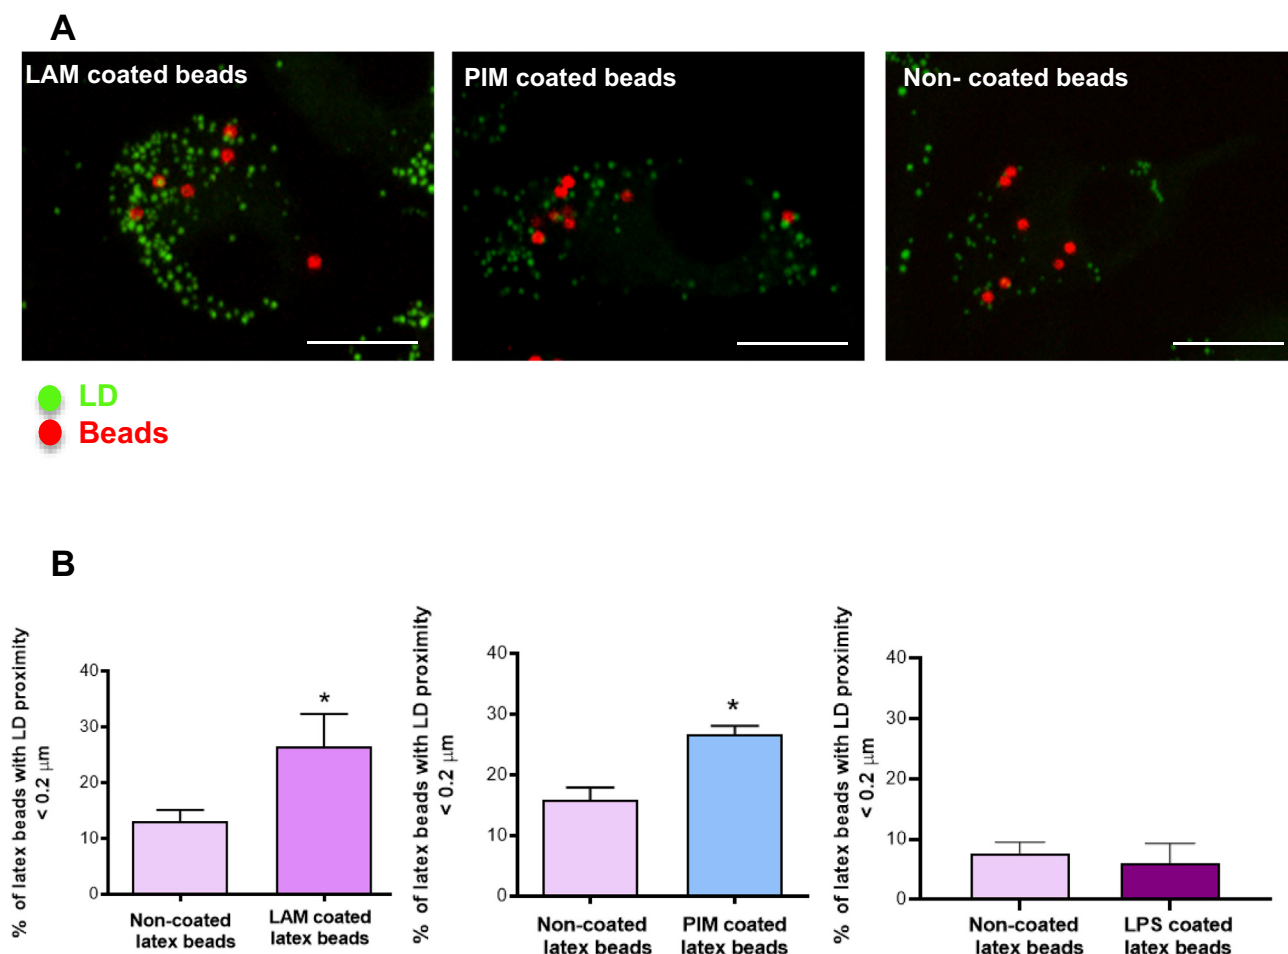 A
LAM coated beads
PIM coated beads
Non- coated beads
LD
Beads
B
% of latex beads with LD proximity
< 0.2 μm
40
30
20
10
0
*
Non-coated
latex beads
LAM coated
latex beads
% of latex beads with LD proximity
< 0.2 μm
40
30
20
10
0
*
Non-coated
latex beads
PIM coated
latex beads
% of latex beads with LD proximity
< 0.2 μm
40
30
20
10
0
Non-coated
latex beads
LPS coated
latex beads